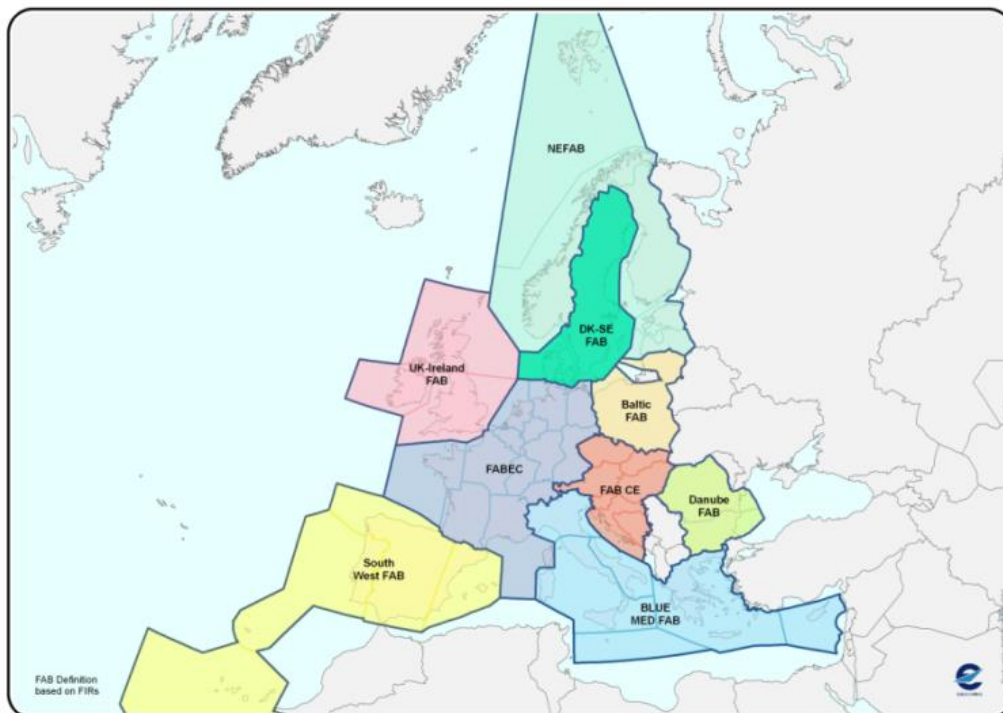 NEFAB
DK-SE
FAB
UK-Ireland
FAB
Baltic
FAB
FABEC
FAB CE
Danube
FAB
South
West FAB
BLUE
MED FAB
FAB Definition
based on FIRs